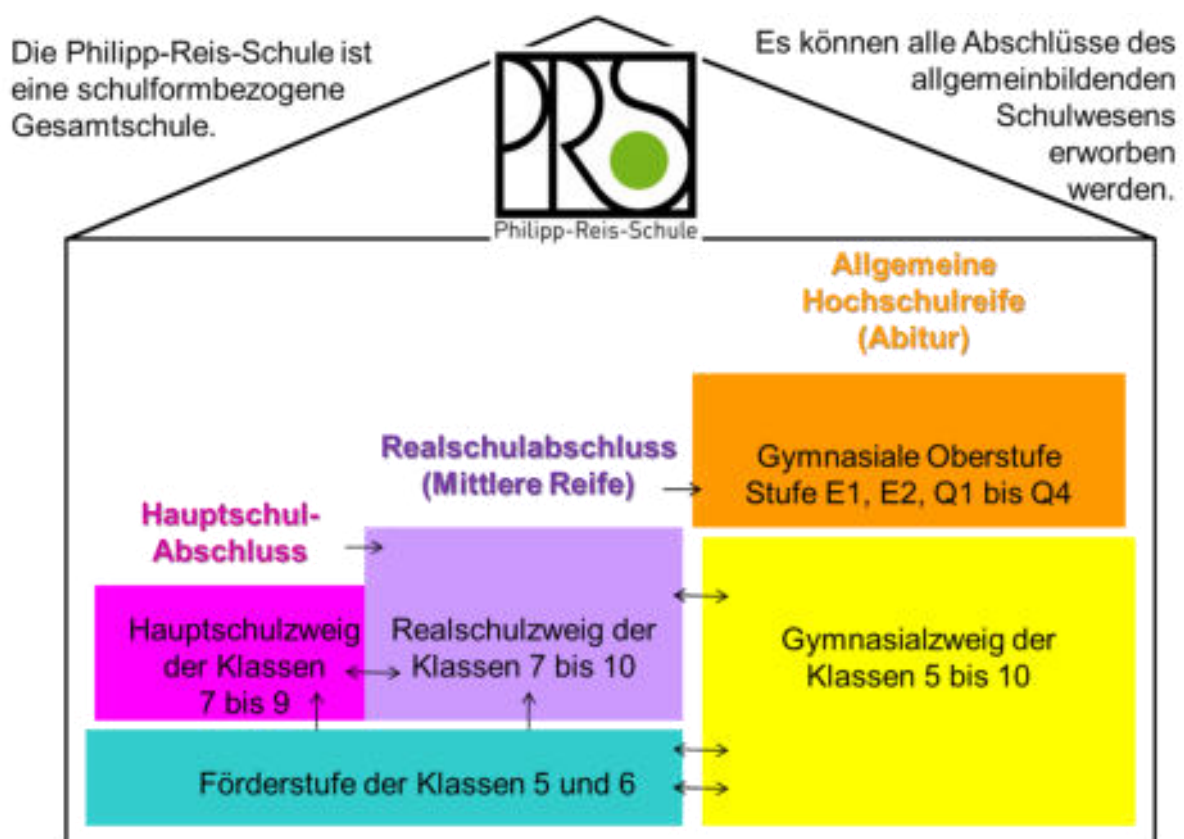 Die Philipp-Reis-Schule ist
eine schulformbezogene
Gesamtschule.
Es können alle Abschlüsse des
allgemeinbildenden
Schulwesens
erworben
werden.
PRS
Philipp-Reis-Schule
Allgemeine
Hochschulreife
(Abitur)
Gymnasiale Oberstufe
Stufe E1, E2, Q1 bis Q4
Realschulabschluss
(Mittlere Reife)
Hauptschul-
Abschluss
Hauptschulzweig
der Klassen
7 bis 9
Realschulzweig der
Klassen 7 bis 10
Gymnasialzweig der
Klassen 5 bis 10
Förderstufe der Klassen 5 und 6